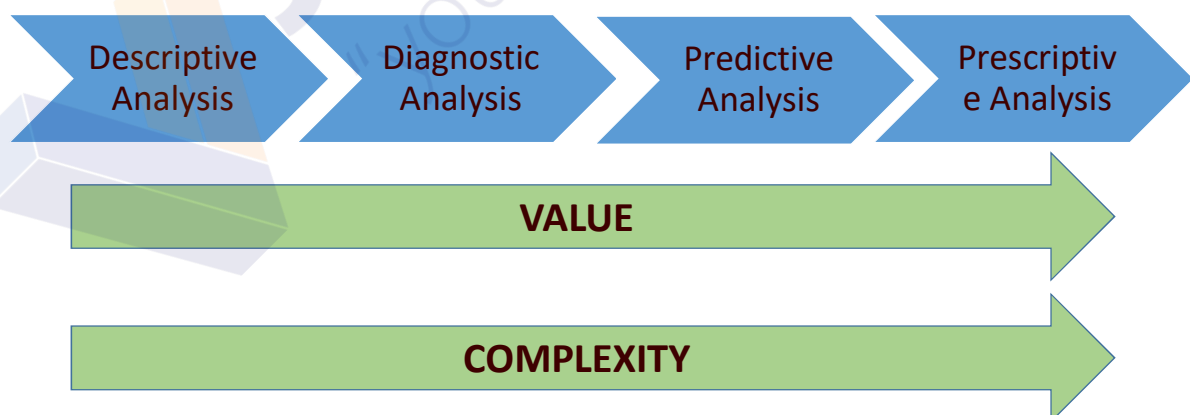 Descriptive
Analysis
Diagnostic
Analysis
Predictive
Analysis
Prescriptiv
e Analysis
VALUE
COMPLEXITY